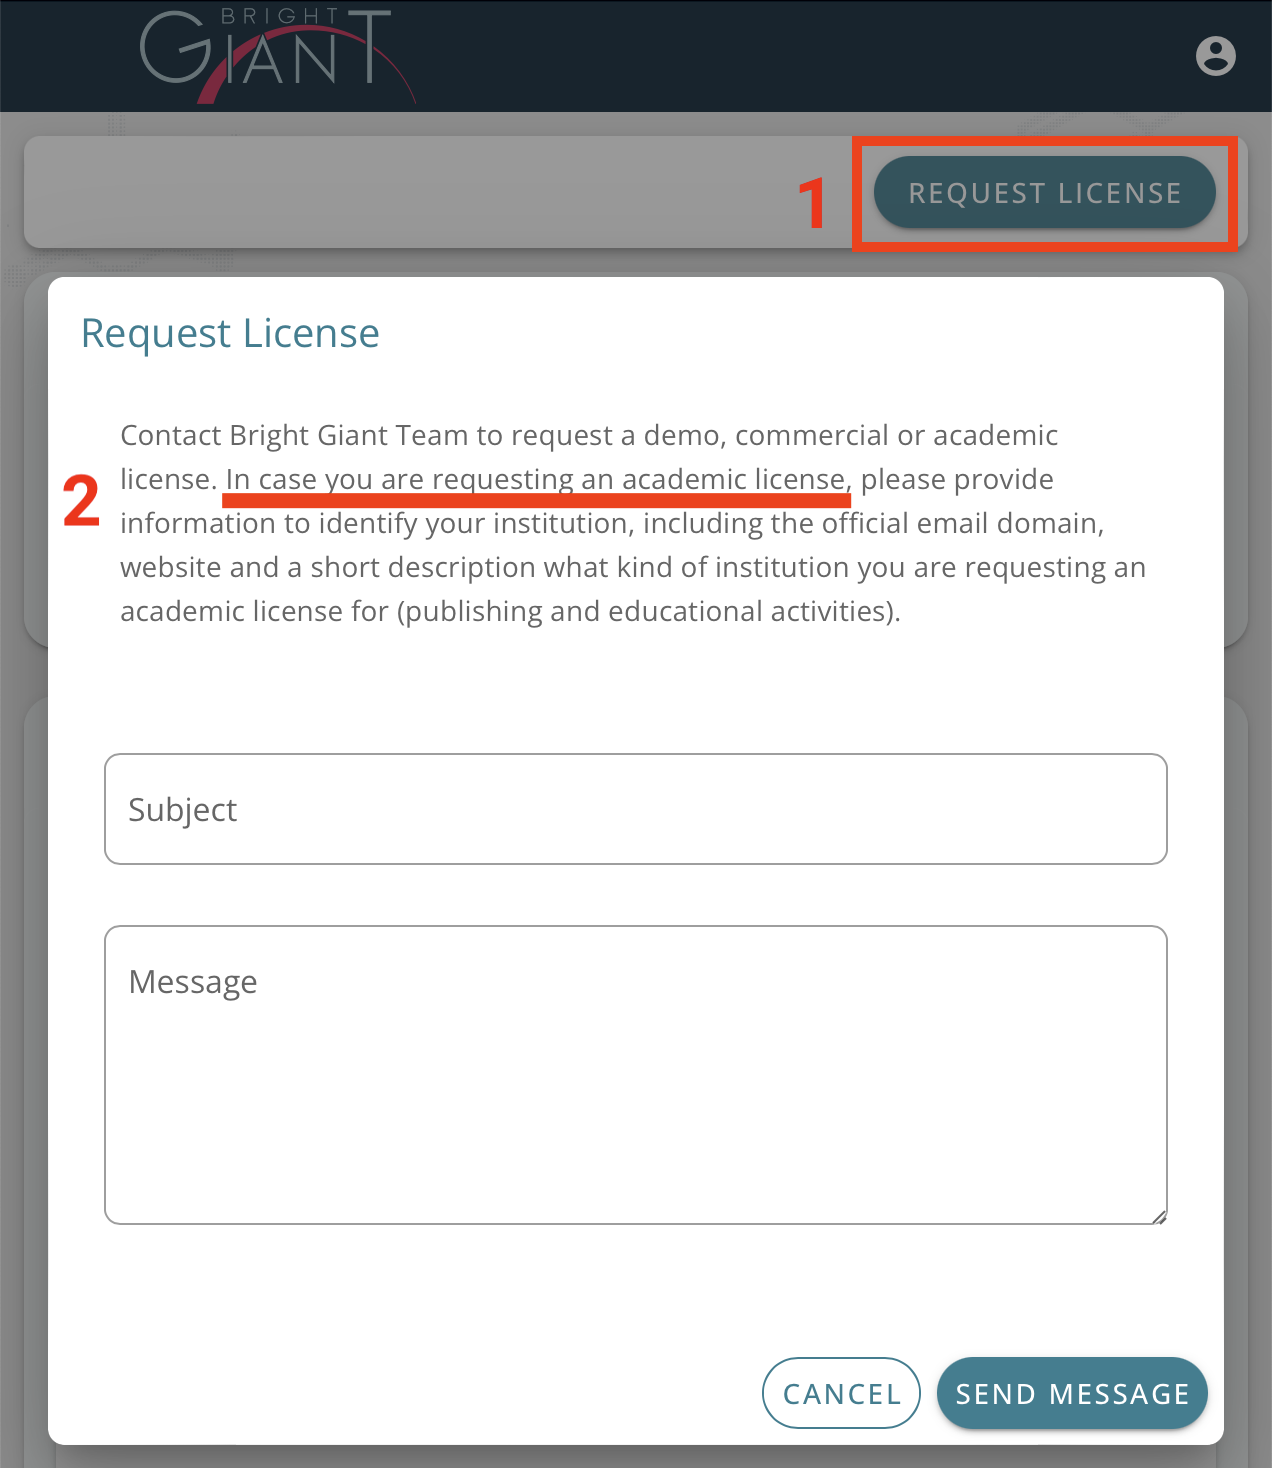 BRIGHT
GIANT
1
REQUEST LICENSE
Request License
Contact Bright Giant Team to request a demo, commercial or academic
license. In case you are requesting an academic license, please provide
2
information to identify your institution, including the official email domain,
website and a short description what kind of institution you are requesting an
academic license for (publishing and educational activities).
Subject
Message
CANCEL
SEND MESSAGE